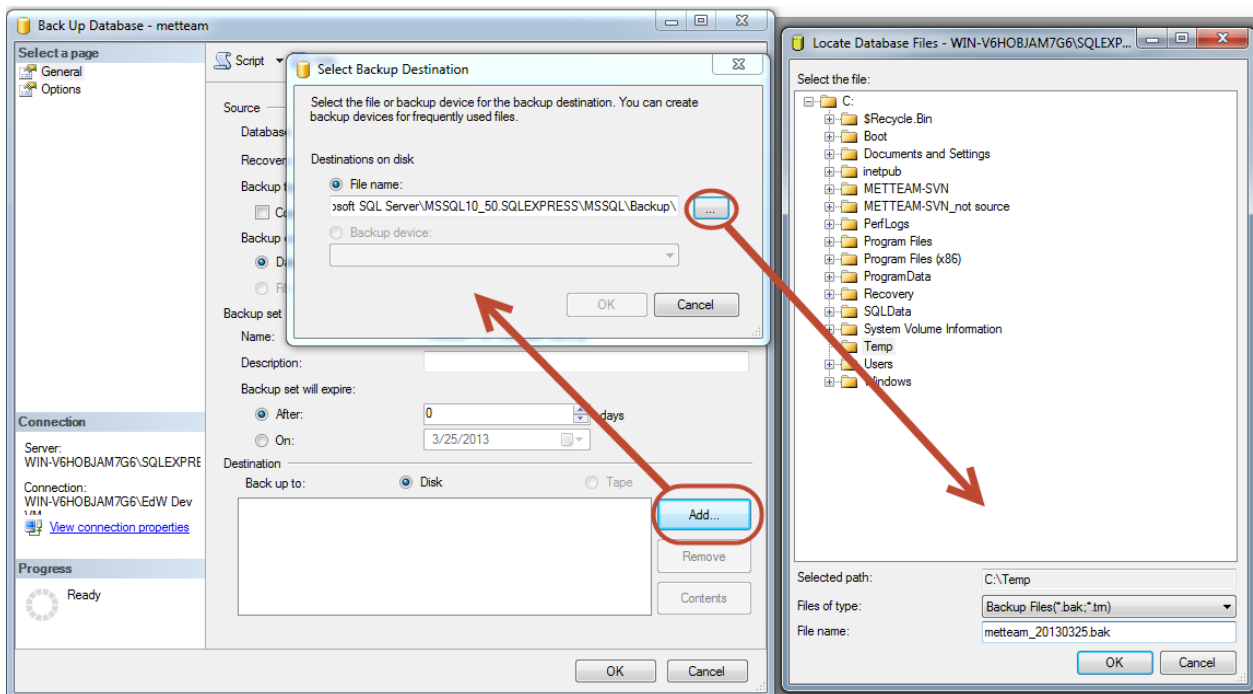 Back Up Database - metteam
Select a page
General
Options
Script
Source
Databas
Recover
Backup
Backup
Backup set
Name:
Description:
Backup set will expire:
After:
0
days
On:
3/25/2013
Destination
Back up to:
Disk
Tape
Add...
Remove
Contents
Connection
Server:
WIN-V6HOBJAM7G6\SQLEXPRE
Connection:
WIN-V6HOBJAM7G6\EdW Dev
View connection properties
Progress
Ready
OK
Cancel
Select Backup Destination
Select the file or backup device for the backup destination. You can create
backup devices for frequently used files.
Destinations on disk
File name:
osoft SQL Server\MSSQL10_50.SQLEXPRESS\MSSQL\Backup\
...
Backup device:
OK
Cancel
Locate Database Files - WIN-V6HOBJAM7G6\SQLEXP...
Select the file:
C:
$Recycle.Bin
Boot
Documents and Settings
inetpub
METTEAM-SVN
METTEAM-SVN_not source
PerfLogs
Program Files
Program Files (x86)
ProgramData
Recovery
SQLData
System Volume Information
Temp
Users
Windows
Selected path:
C:\Temp
Files of type:
Backup Files(*.bak;*.trn)
File name:
metteam_20130325.bak
OK
Cancel